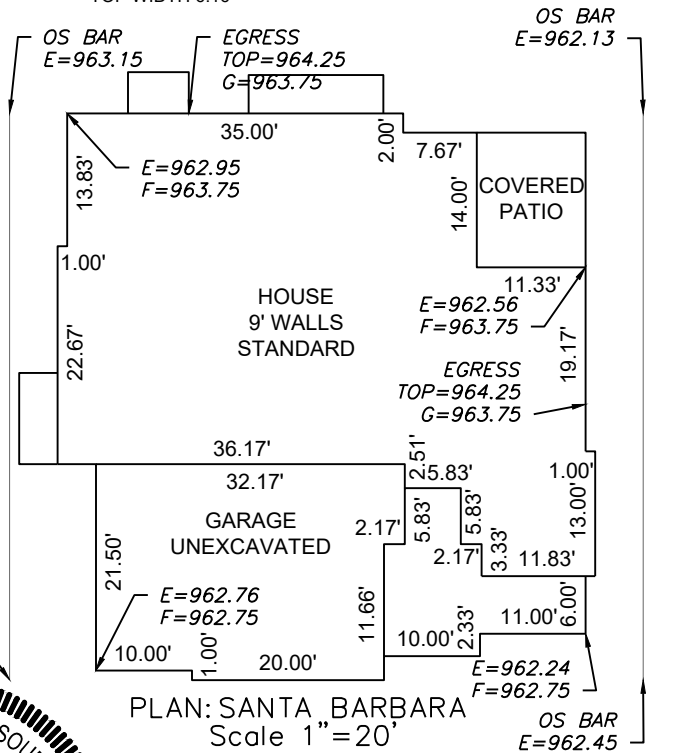 OS BAR
E=963.15
EGRESS
TOP=964.25
G=963.75
OS BAR
E=962.13
35.00'
2.00'
7.67'
13.83'
E=962.95
F=963.75
14.00'
COVERED
PATIO
1.00'
11.33'
HOUSE
9' WALLS
STANDARD
E=962.56
F=963.75
22.67'
19.17'
EGRESS
TOP=964.25
G=963.75
36.17'
2.51'
5.83'
1.00'
32.17'
GARAGE
UNEXCAVATED
2.17'
5.83'
5.83'
13.00'
2.17'
3.33'
11.83'
21.50'
E=962.76
F=962.75
11.66'
6.00'
11.00'
10.00'
1.00'
20.00'
10.00'
2.33'
E=962.24
F=962.75
PLAN: SANTA BARBARA
Scale 1"=20'
OS BAR
E=962.45